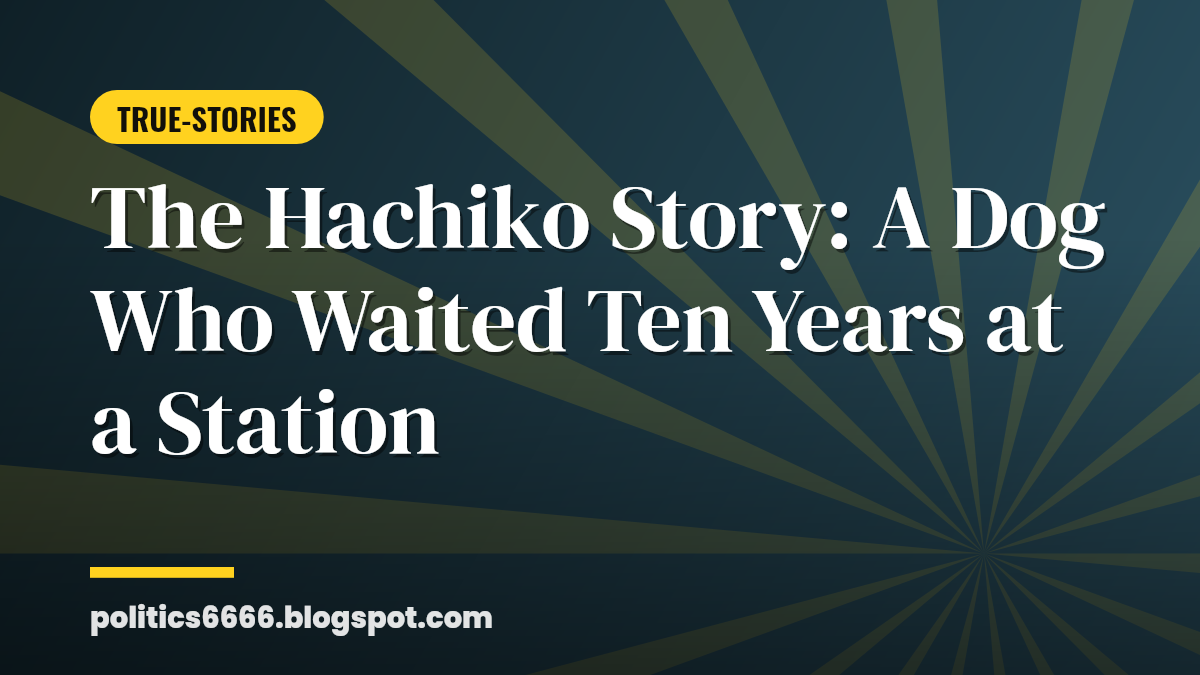 TRUE-STORIES
The Hachiko Story: A Dog
Who Waited Ten Years at
a Station
politics6666.blogspot.com